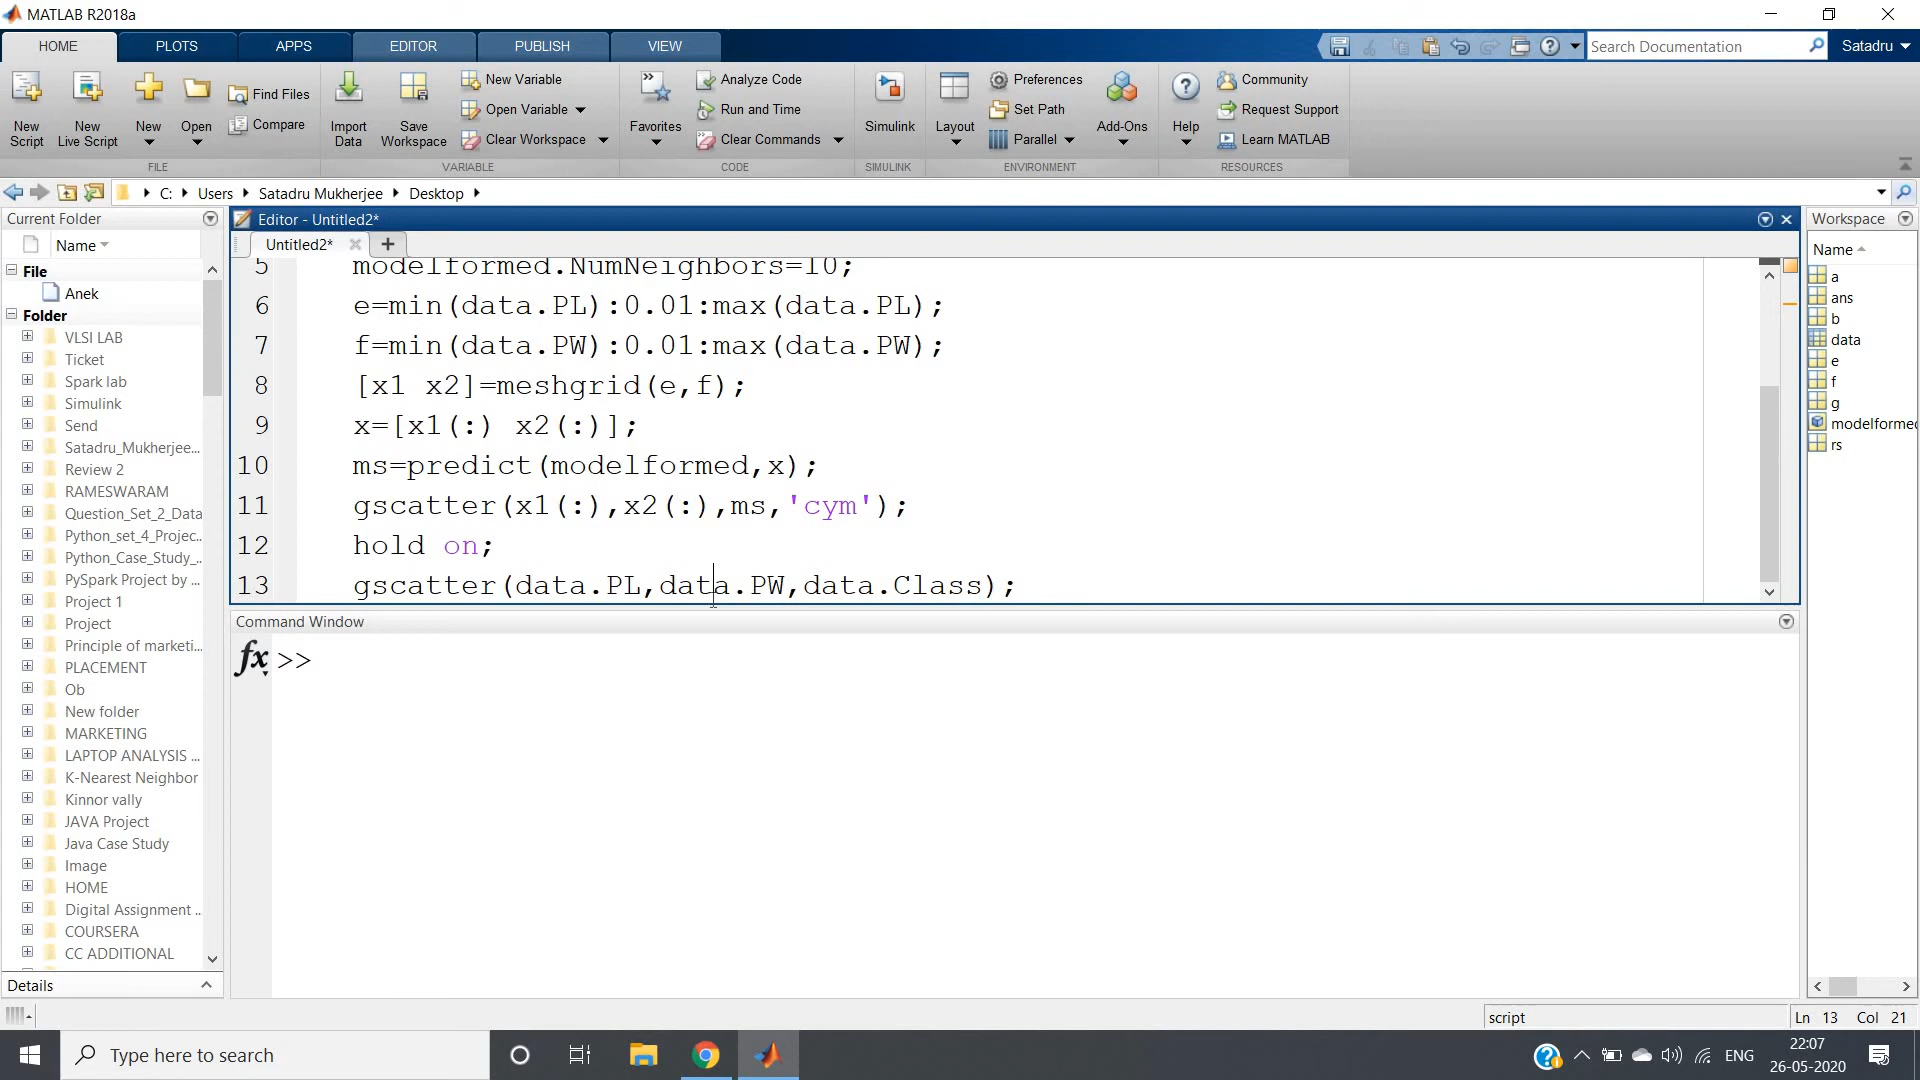 MATLAB R2018a
HOME PLOTS APPS EDITOR PUBLISH VIEW Search Documentation Satadru
New Script New Live Script New Open Find Files Compare FILE
Import Data Save Workspace New Variable Open Variable Clear Workspace VARIABLE
Favorites Analyze Code Run and Time Clear Commands CODE
Simulink SIMULINK
Layout Preferences Set Path Parallel Add-Ons ENVIRONMENT
Help Community Request Support Learn MATLAB RESOURCES
C: Users Satadru Mukherjee Desktop
Current Folder
Name
File
Anek
Folder
VLSI LAB
Ticket
Spark lab
Simulink
Send
Satadru_Mukherjee...
Review 2
RAMESWARAM
Question_Set_2_Data
Python_set_4_Projec...
Python_Case_Study_...
PySpark Project by ...
Project 1
Project
Principle of marketi...
PLACEMENT
Ob
New folder
MARKETING
LAPTOP ANALYSIS ...
K-Nearest Neighbor
Kinnor vally
JAVA Project
Java Case Study
Image
HOME
Digital Assignment ...
COURSERA
CC ADDITIONAL
Details
Editor - Untitled2*
Untitled2*
5 modelformed.NumNeighbors=10;
6 e=min(data.PL):0.01:max(data.PL);
7 f=min(data.PW):0.01:max(data.PW);
8 [x1 x2]=meshgrid(e,f);
9 x=[x1(:) x2(:)];
10 ms=predict(modelformed,x);
11 gscatter(x1(:),x2(:),ms,'cym');
12 hold on;
13 gscatter(data.PL,data.PW,data.Class);
Command Window
fx >>
Workspace
Name
a
ans
b
data
e
f
g
modelformed
rs
script Ln 13 Col 21
Type here to search
ENG
22:07
26-05-2020